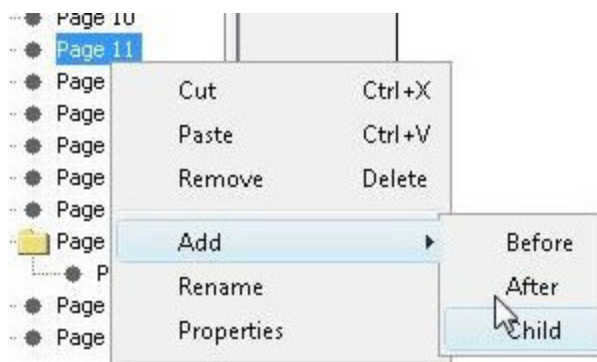 Page 10
Page 11
Page
Page
Page
Page
Page
Page
P
Page
Page
Cut Ctrl+X
Paste Ctrl+V
Remove Delete
Add
Rename
Properties
Before
After
Child